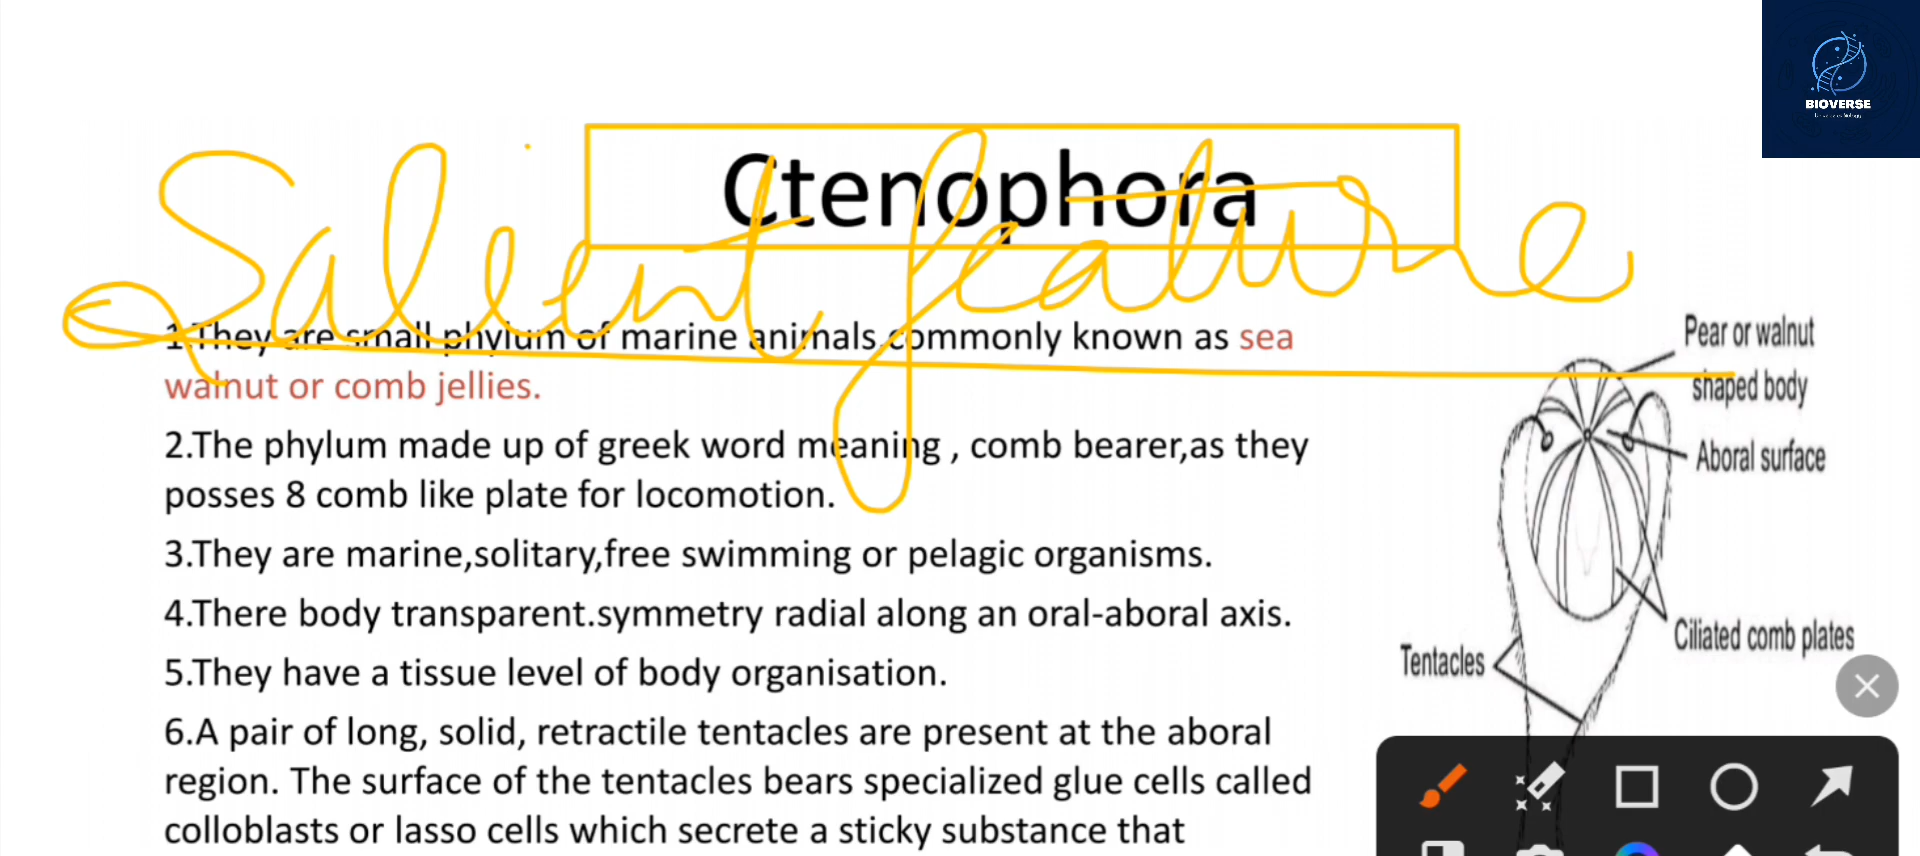 BIOVERSE
Ctenophora
Salient feature
1.They are small phylum of marine animals,commonly known as sea
walnut or comb jellies.
2.The phylum made up of greek word meaning , comb bearer,as they
posses 8 comb like plate for locomotion.
3.They are marine,solitary,free swimming or pelagic organisms.
4.There body transparent.symmetry radial along an oral-aboral axis.
5.They have a tissue level of body organisation.
6.A pair of long, solid, retractile tentacles are present at the aboral
region. The surface of the tentacles bears specialized glue cells called
colloblasts or lasso cells which secrete a sticky substance that
Pear or walnut
shaped body
Aboral surface
Ciliated comb plates
Tentacles